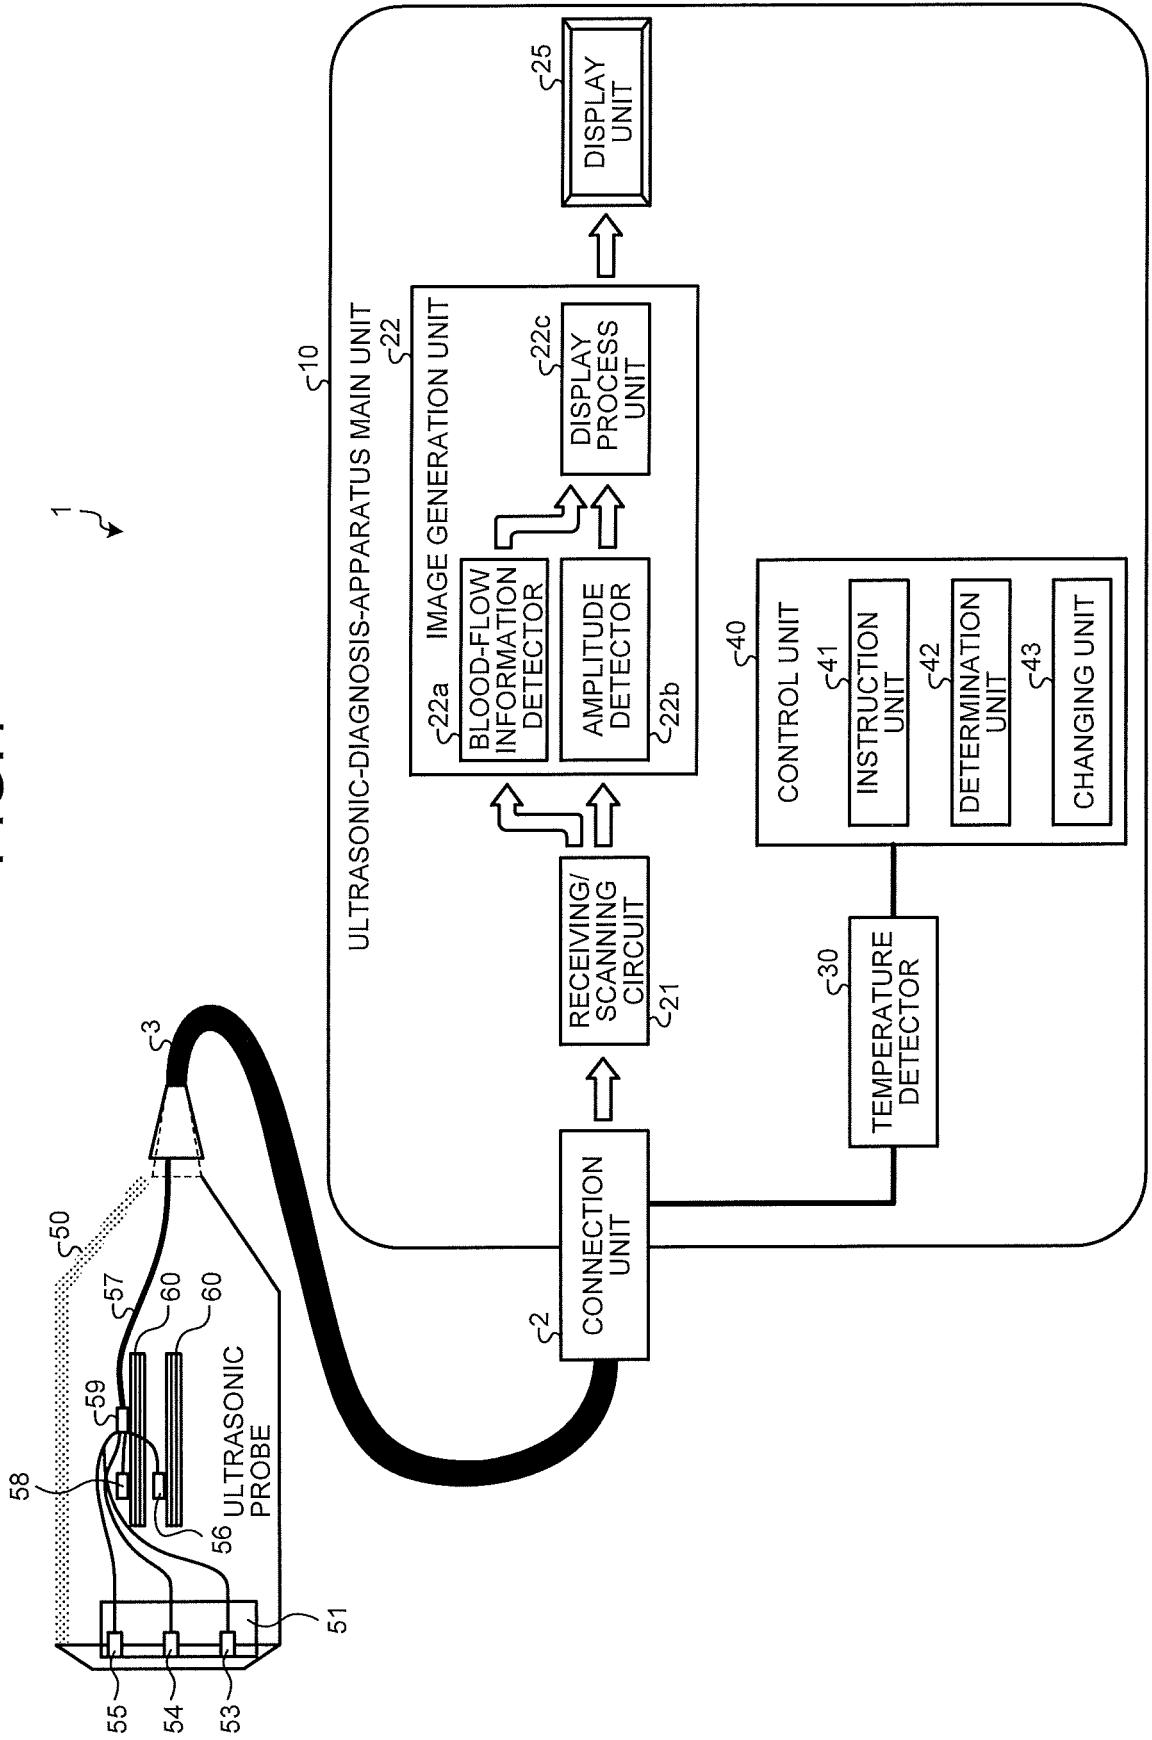 1
50
57
60
60
59
58
56
ULTRASONIC
PROBE
55
54
53
51
3
10
ULTRASONIC-DIAGNOSIS-APPARATUS MAIN UNIT
2
CONNECTION
UNIT
RECEIVING/
SCANNING
CIRCUIT
21
22
IMAGE GENERATION UNIT
22a
BLOOD-FLOW
INFORMATION
DETECTOR
AMPLITUDE
DETECTOR
22b
22c
DISPLAY
PROCESS
UNIT
25
DISPLAY
UNIT
30
TEMPERATURE
DETECTOR
40
CONTROL UNIT
41
INSTRUCTION
UNIT
42
DETERMINATION
UNIT
43
CHANGING UNIT